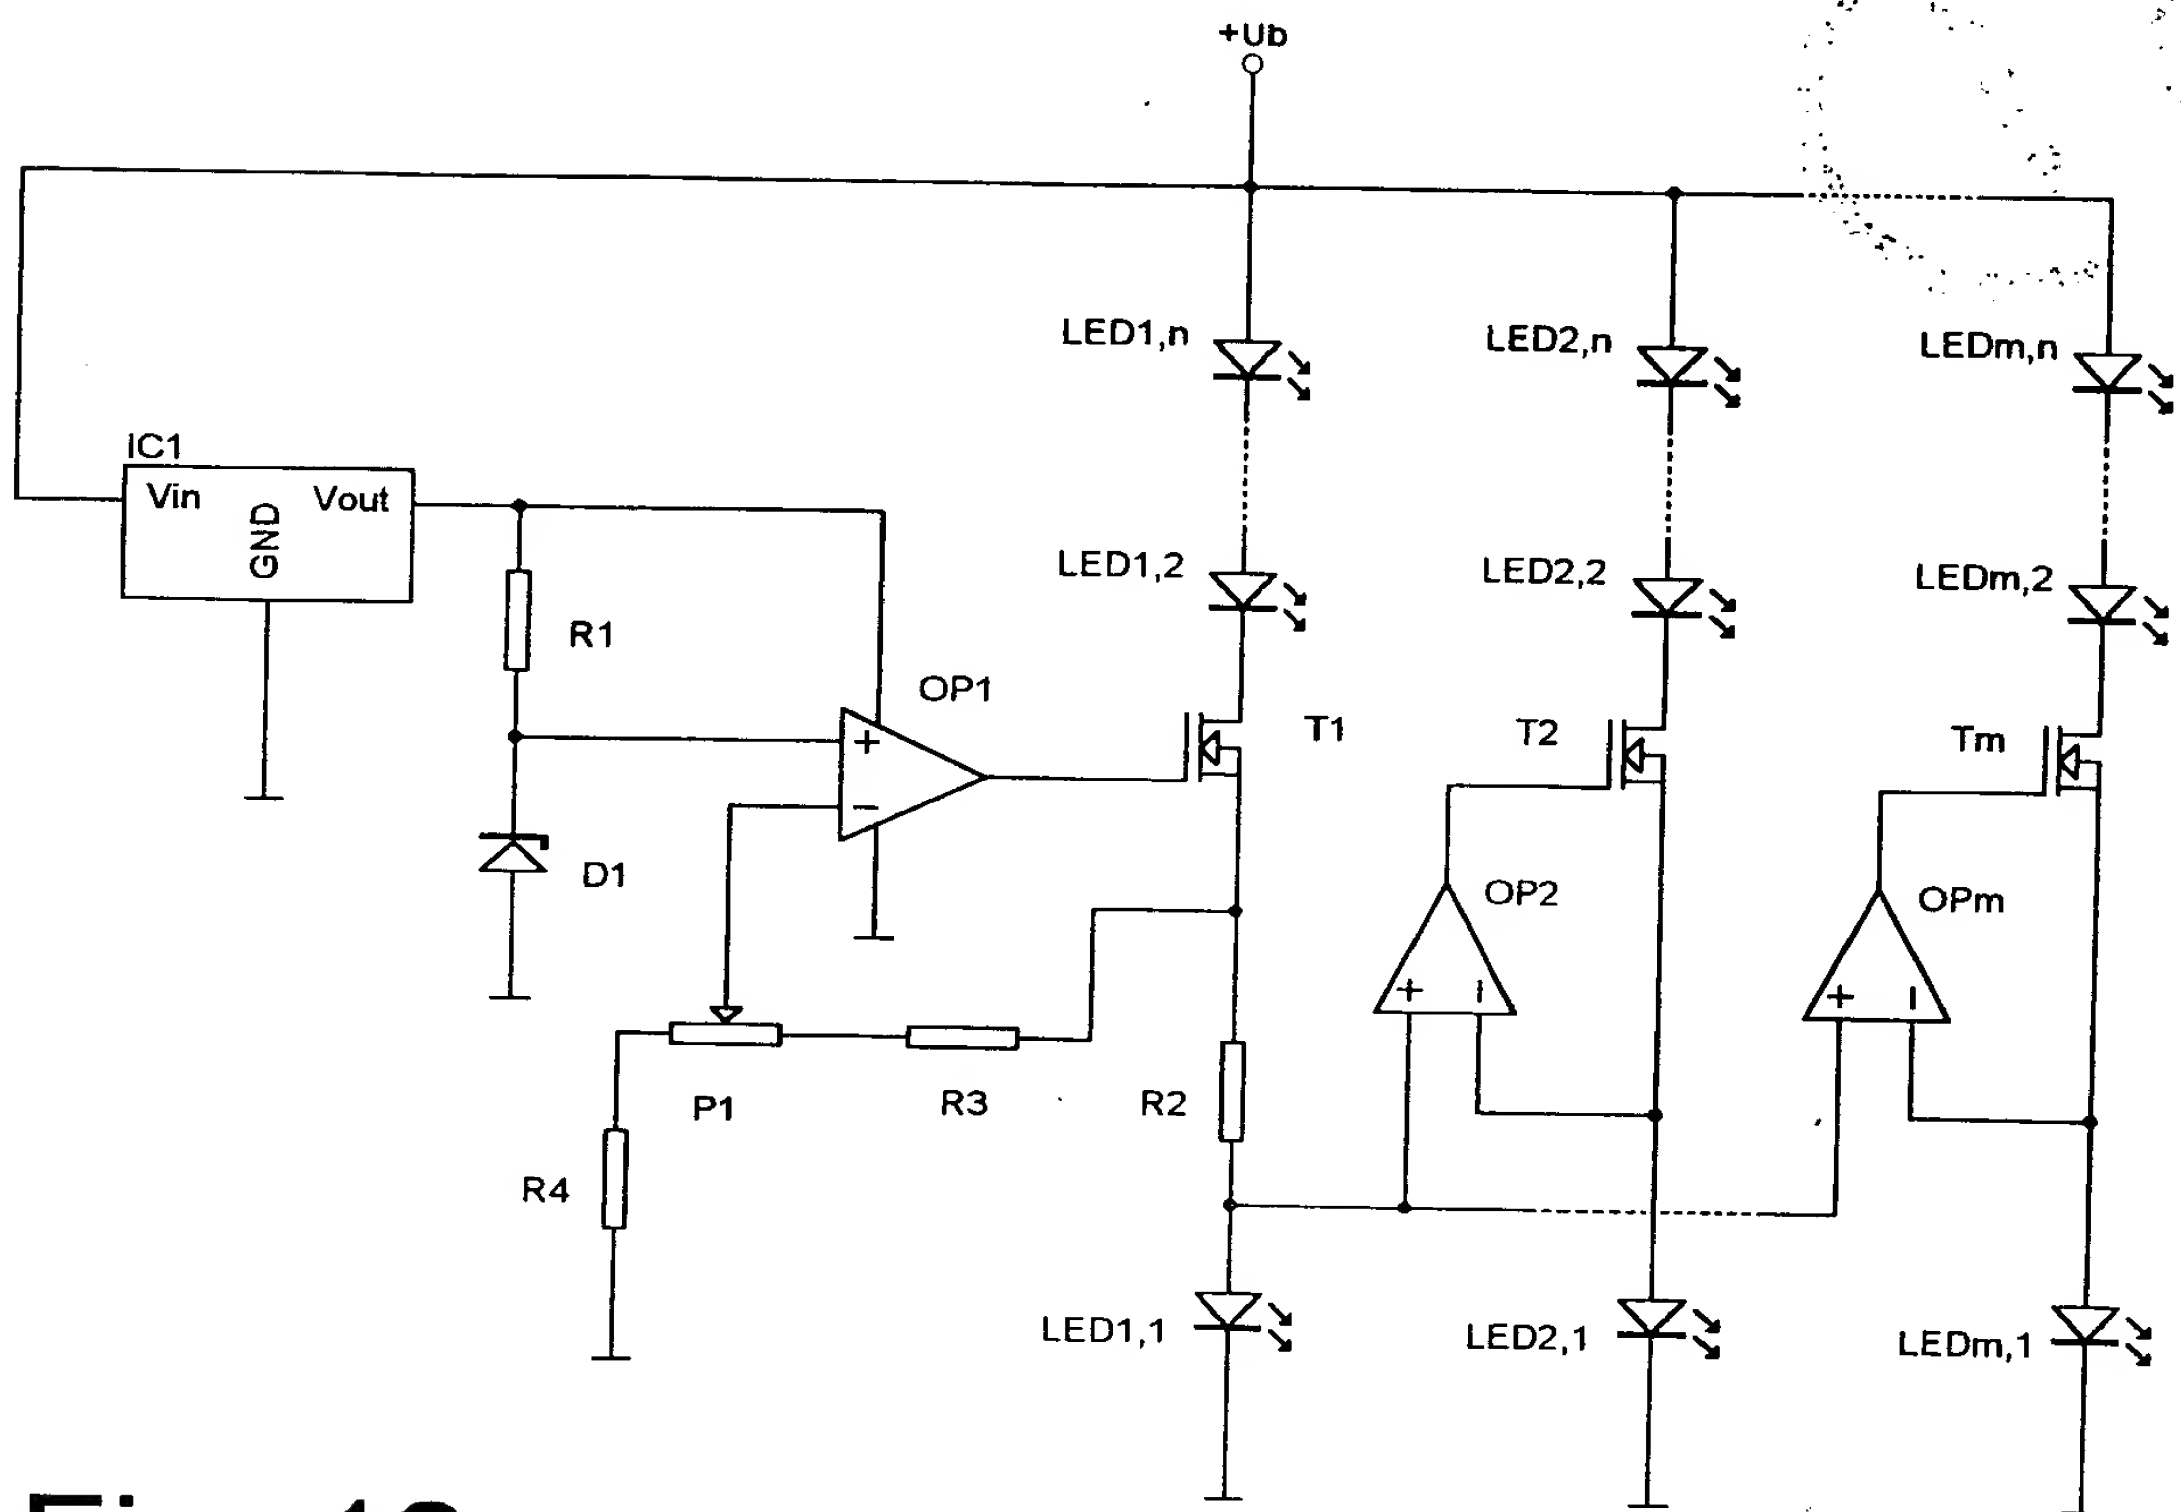 +Ub
LED1,n
LED2,n
LEDm,n
IC1
Vin
Vout
GND
LED1,2
LED2,2
LEDm,2
R1
OP1
T1
T2
Tm
+
−
D1
OP2
OPm
+
−
+
−
P1
R3
R2
R4
LED1,1
LED2,1
LEDm,1